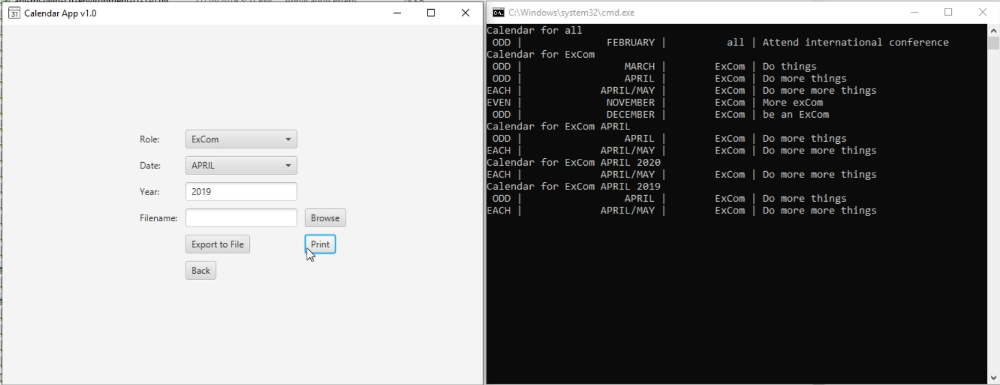 31 Calendar App v1.0
Role: ExCom
Date: APRIL
Year: 2019
Filename: Browse
Export to File Print
Back
C:\Windows\system32\cmd.exe
Calendar for all
ODD | FEBRUARY | all | Attend international conference
Calendar for ExCom
ODD | MARCH | ExCom | Do things
ODD | APRIL | ExCom | Do more things
EACH | APRIL/MAY | ExCom | Do more more things
EVEN | NOVEMBER | ExCom | More exCom
ODD | DECEMBER | ExCom | be an ExCom
Calendar for ExCom APRIL
ODD | APRIL | ExCom | Do more things
EACH | APRIL/MAY | ExCom | Do more more things
Calendar for ExCom APRIL 2020
EACH | APRIL/MAY | ExCom | Do more more things
Calendar for ExCom APRIL 2019
ODD | APRIL | ExCom | Do more things
EACH | APRIL/MAY | ExCom | Do more more things